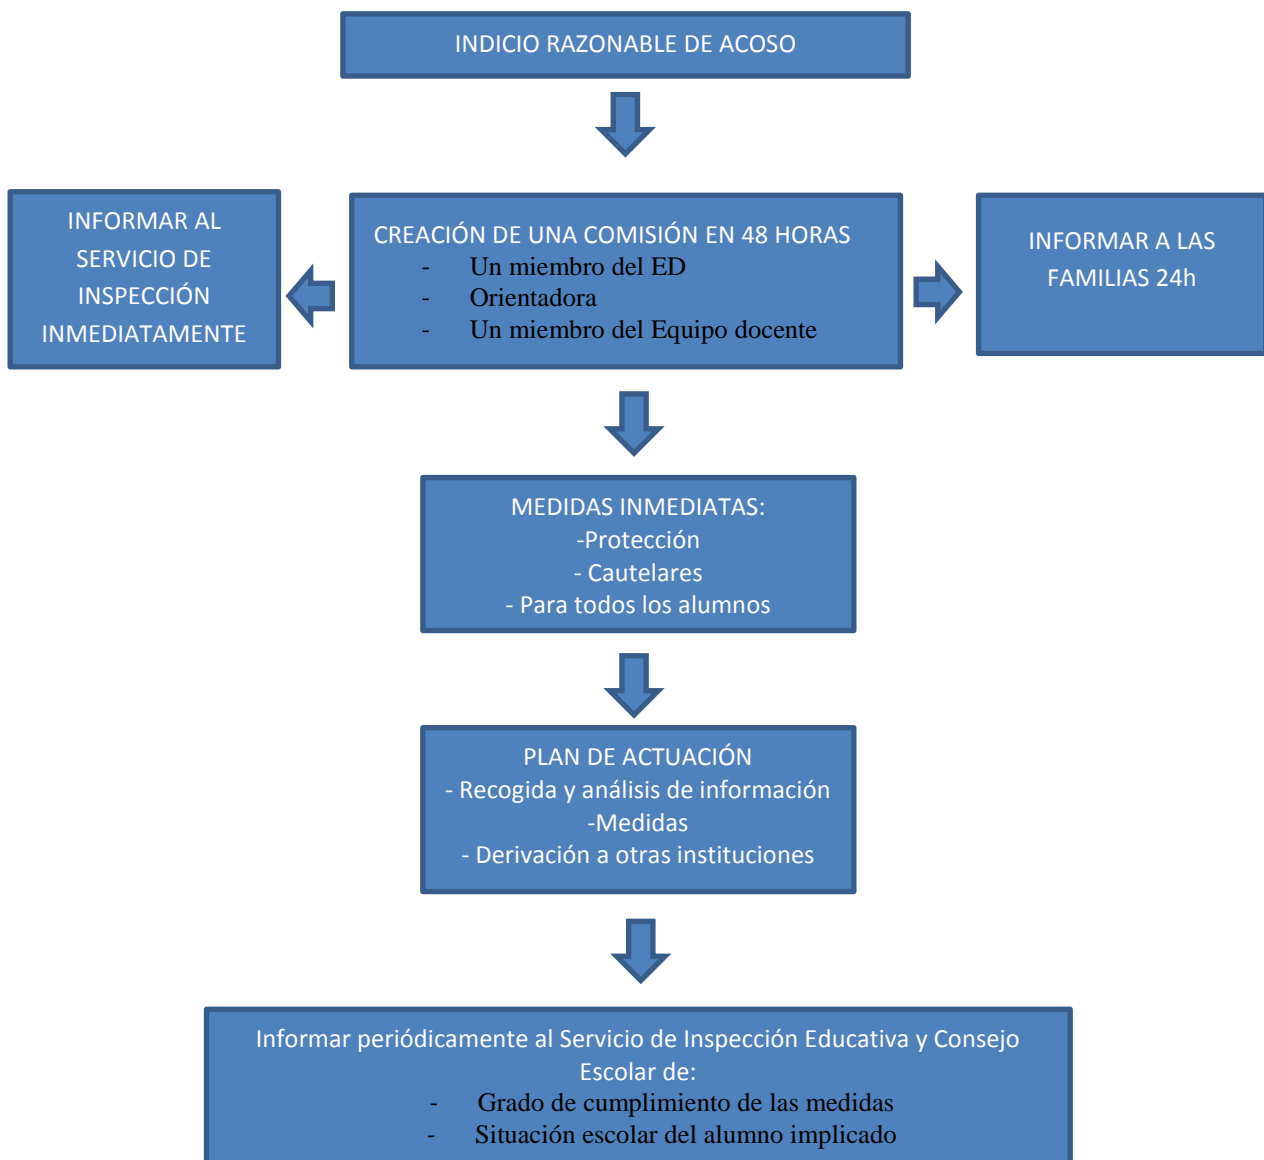 INDICIO RAZONABLE DE ACOSO
INFORMAR AL
SERVICIO DE
INSPECCIÓN
INMEDIATAMENTE
CREACIÓN DE UNA COMISIÓN EN 48 HORAS
- Un miembro del ED
- Orientadora
- Un miembro del Equipo docente
INFORMAR A LAS
FAMILIAS 24h
MEDIDAS INMEDIATAS:
-Protección
- Cautelares
- Para todos los alumnos
PLAN DE ACTUACIÓN
- Recogida y análisis de información
-Medidas
- Derivación a otras instituciones
Informar periódicamente al Servicio de Inspección Educativa y Consejo
Escolar de:
- Grado de cumplimiento de las medidas
- Situación escolar del alumno implicado